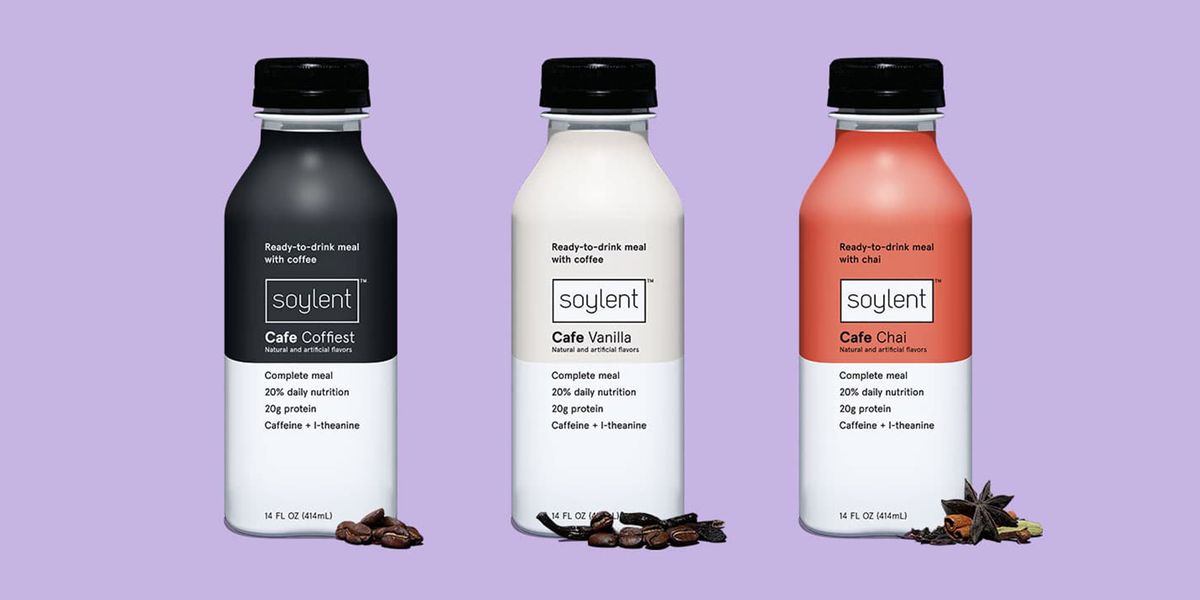 Ready-to-drink meal
with coffee
soylent™
Cafe Coffiest
Natural and artificial flavors
Complete meal
20% daily nutrition
20g protein
Caffeine + l-theanine
14 FL OZ (414mL)
Ready-to-drink meal
with coffee
soylent™
Cafe Vanilla
Natural and artificial flavors
Complete meal
20% daily nutrition
20g protein
Caffeine + l-theanine
14 FL OZ (414mL)
Ready-to-drink meal
with chai
soylent™
Cafe Chai
Natural and artificial flavors
Complete meal
20% daily nutrition
20g protein
Caffeine + l-theanine
14 FL OZ (414mL)